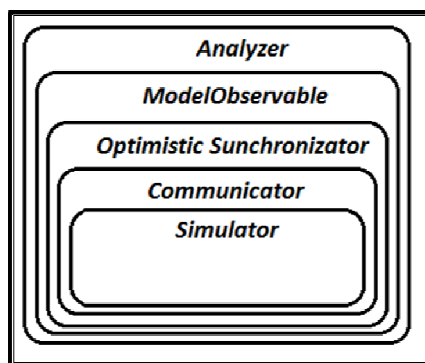 Analyzer
ModelObservable
Optimistic Sunchronizator
Communicator
Simulator